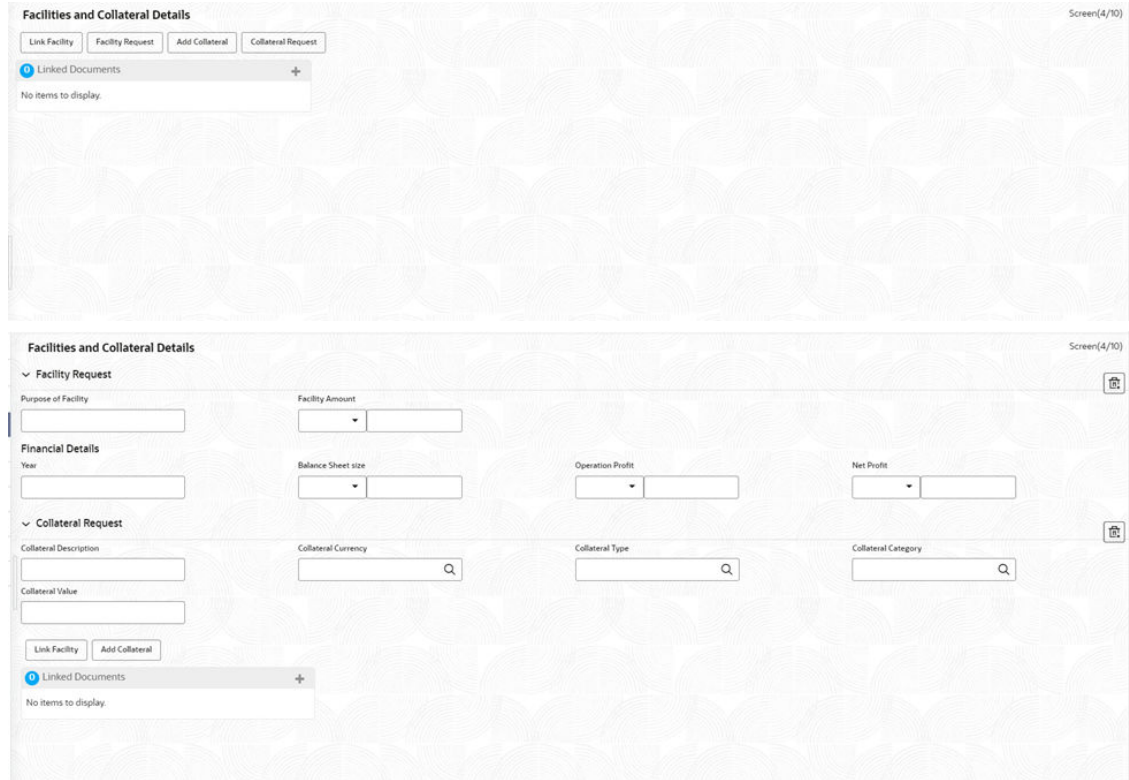 Facilities and Collateral Details Screen(4/10)
Link Facility Facility Request Add Collateral Collateral Request
0 Linked Documents +
No items to display.
Facilities and Collateral Details Screen(4/10)
Facility Request
Purpose of Facility Facility Amount
Financial Details
Year Balance Sheet size Operation Profit Net Profit
Collateral Request
Collateral Description Collateral Currency Collateral Type Collateral Category
Collateral Value
Link Facility Add Collateral
0 Linked Documents +
No items to display.